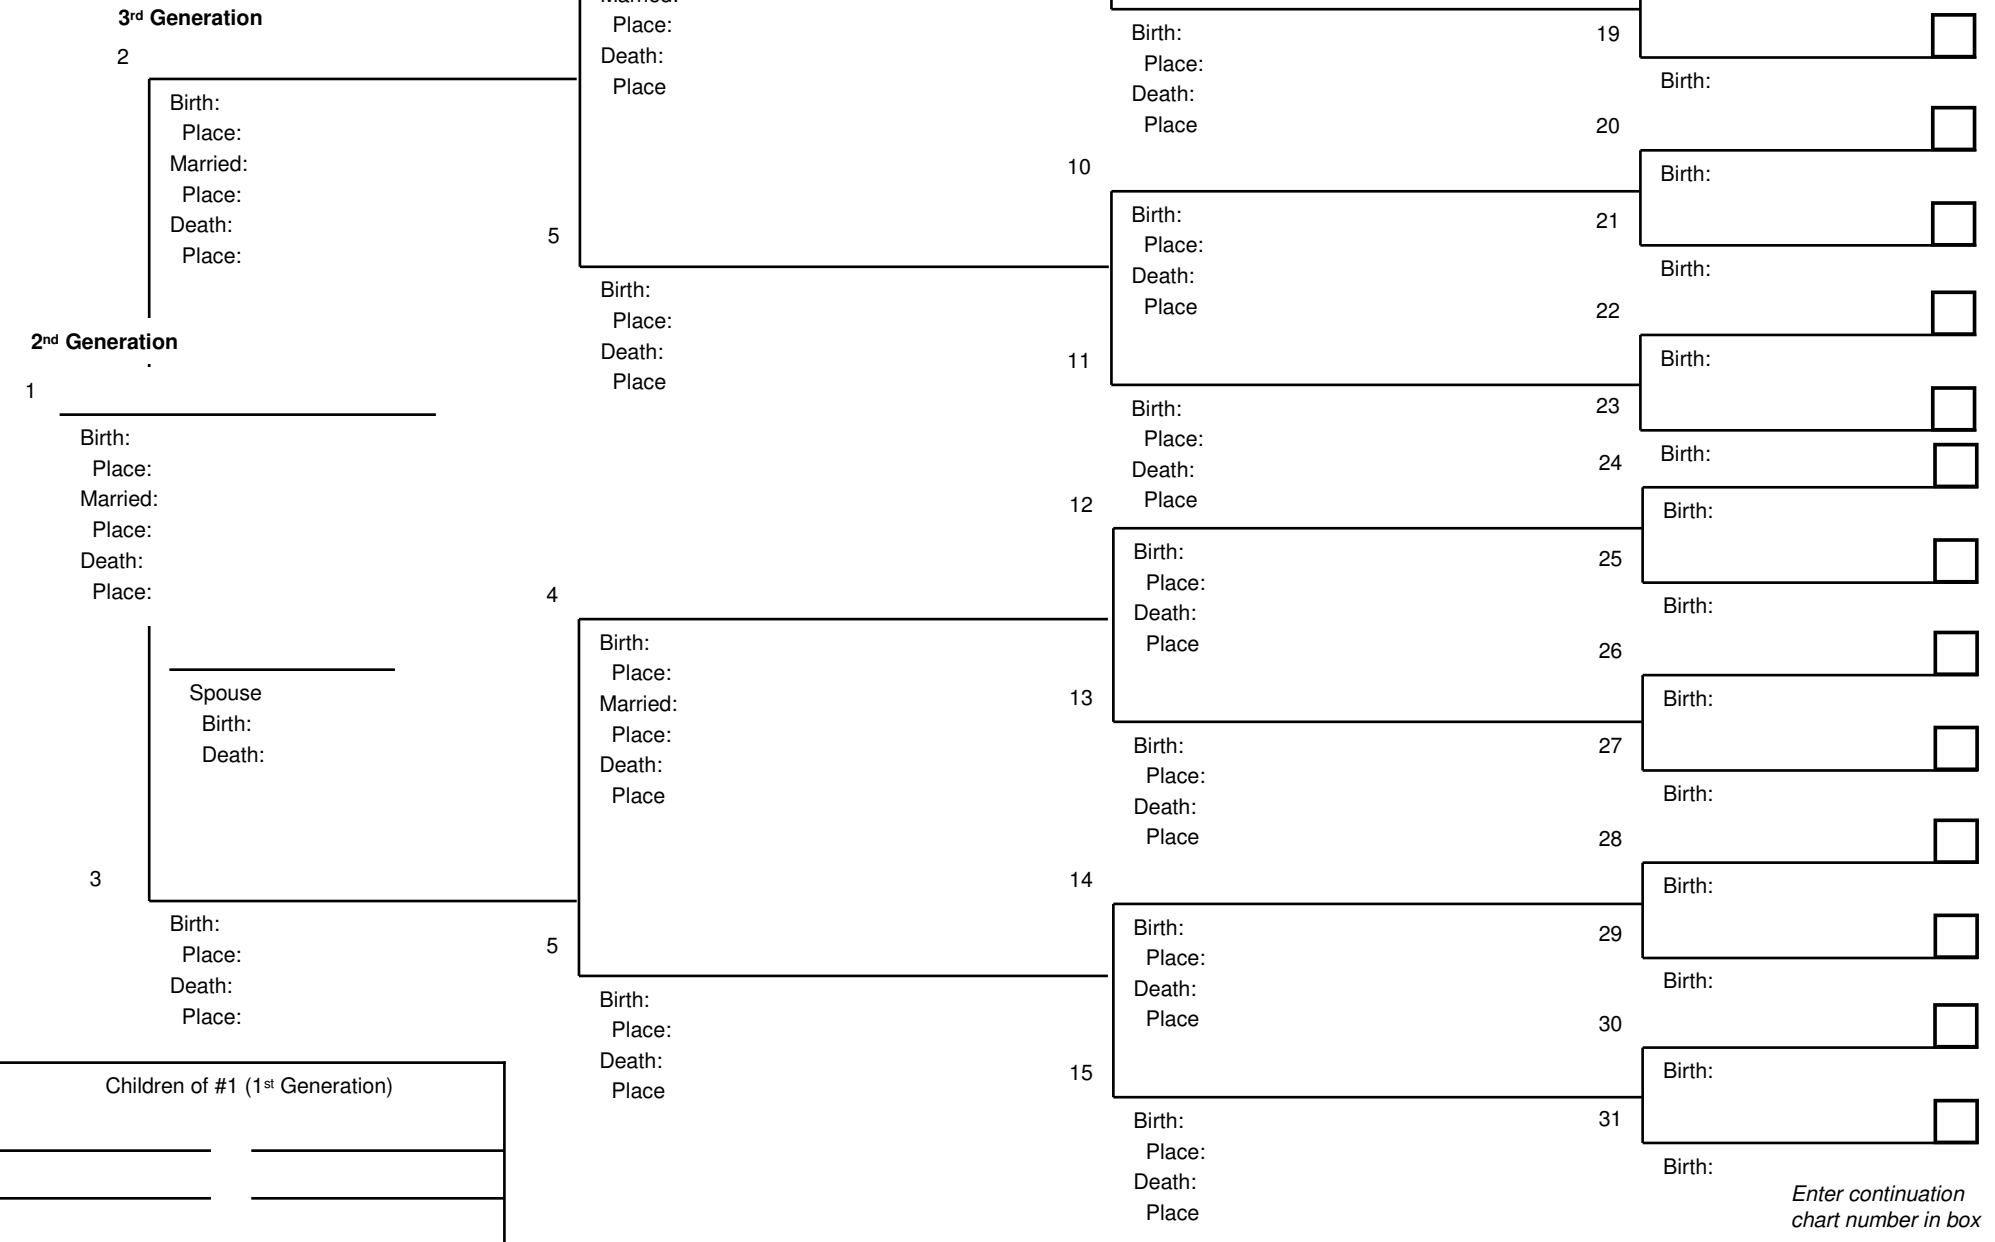 3rd Generation
2
Birth:
Place:
Married:
Place:
Death:
Place:
2nd Generation
1
Birth:
Place:
Married:
Place:
Death:
Place:
Spouse
Birth:
Death:
3
Birth:
Place:
Death:
Place:
Children of #1 (1st Generation)
Married:
Place:
Death:
Place
5
Birth:
Place:
Death:
Place
4
Birth:
Place:
Married:
Place:
Death:
Place
5
Birth:
Place:
Death:
Place
Birth:
Place:
Death:
Place
10
Birth:
Place:
Death:
Place
11
Birth:
Place:
Death:
Place
12
Birth:
Place:
Death:
Place
13
Birth:
Place:
Death:
Place
14
Birth:
Place:
Death:
Place
15
Birth:
Place:
Death:
Place
19
Birth:
20
Birth:
21
Birth:
22
Birth:
23
Birth:
24
Birth:
25
Birth:
26
Birth:
27
Birth:
28
Birth:
29
Birth:
30
Birth:
31
Birth:
Enter continuation
chart number in box